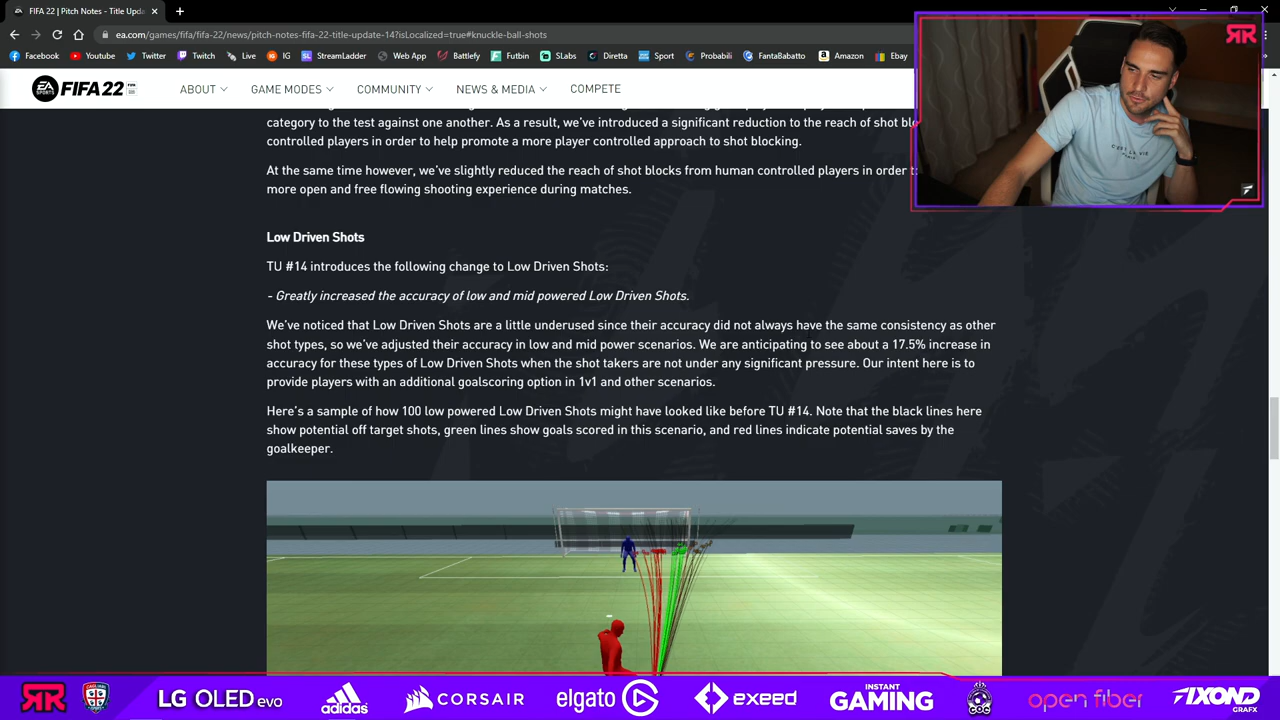 FIFA 22 | Pitch Notes - Title Upda
ea.com/games/fifa/fifa-22/news/pitch-notes-fifa-22-title-update-14?isLocalized=true#knuckle-ball-shots
Facebook Youtube Twitter Twitch Live IG StreamLadder Web App Battlefy Futbin Slabs Diretta Sport Probabili FantaBabatto Amazon Ebay
EA SPORTS FIFA 22 ABOUT GAME MODES COMMUNITY NEWS & MEDIA COMPETE
category to the test against one another. As a result, we've introduced a significant reduction to the reach of shot
controlled players in order to help promote a more player controlled approach to shot blocking.
At the same time however, we've slightly reduced the reach of shot blocks from human controlled players in order
more open and free flowing shooting experience during matches.
Low Driven Shots
TU #14 introduces the following change to Low Driven Shots:
- Greatly increased the accuracy of low and mid powered Low Driven Shots.
We've noticed that Low Driven Shots are a little underused since their accuracy did not always have the same consistency as other
shot types, so we've adjusted their accuracy in low and mid power scenarios. We are anticipating to see about a 17.5% increase in
accuracy for these types of Low Driven Shots when the shot takers are not under any significant pressure. Our intent here is to
provide players with an additional goalscoring option in 1v1 and other scenarios.
Here's a sample of how 100 low powered Low Driven Shots might have looked like before TU #14. Note that the black lines here
show potential off target shots, green lines show goals scored in this scenario, and red lines indicate potential saves by the
goalkeeper.
C'EST LA VIE
RR
RR LG OLED evo adidas CORSAIR elgato exeed INSTANT GAMING CDG open fiber FIXOND GRAFX